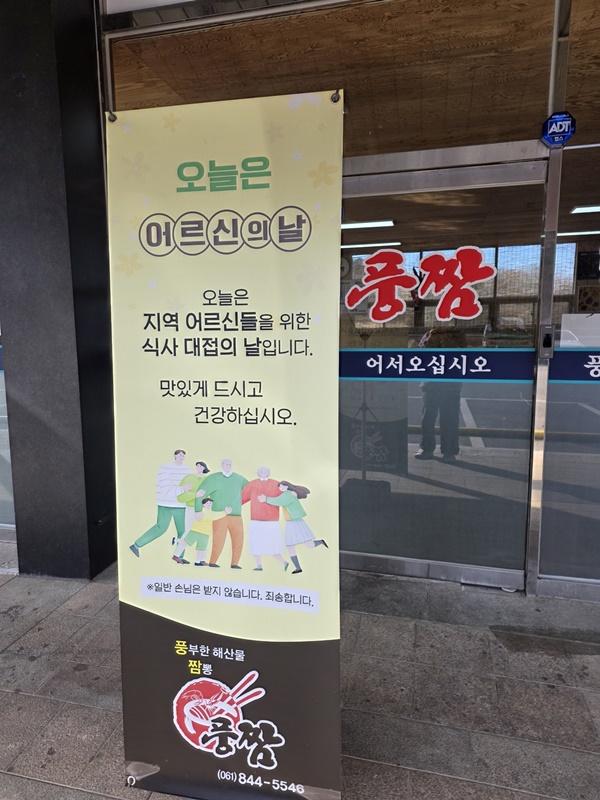 오늘은
어르신의날
오늘은
지역 어르신들을 위한
식사 대접의 날입니다.
맛있게 드시고
건강하십시오.
※일반 손님은 받지 않습니다. 죄송합니다.
풍부한 해산물
짬뽕
풍짬
(061) 844-5546
ADT
캡스
풍짬
어서오십시오
풍